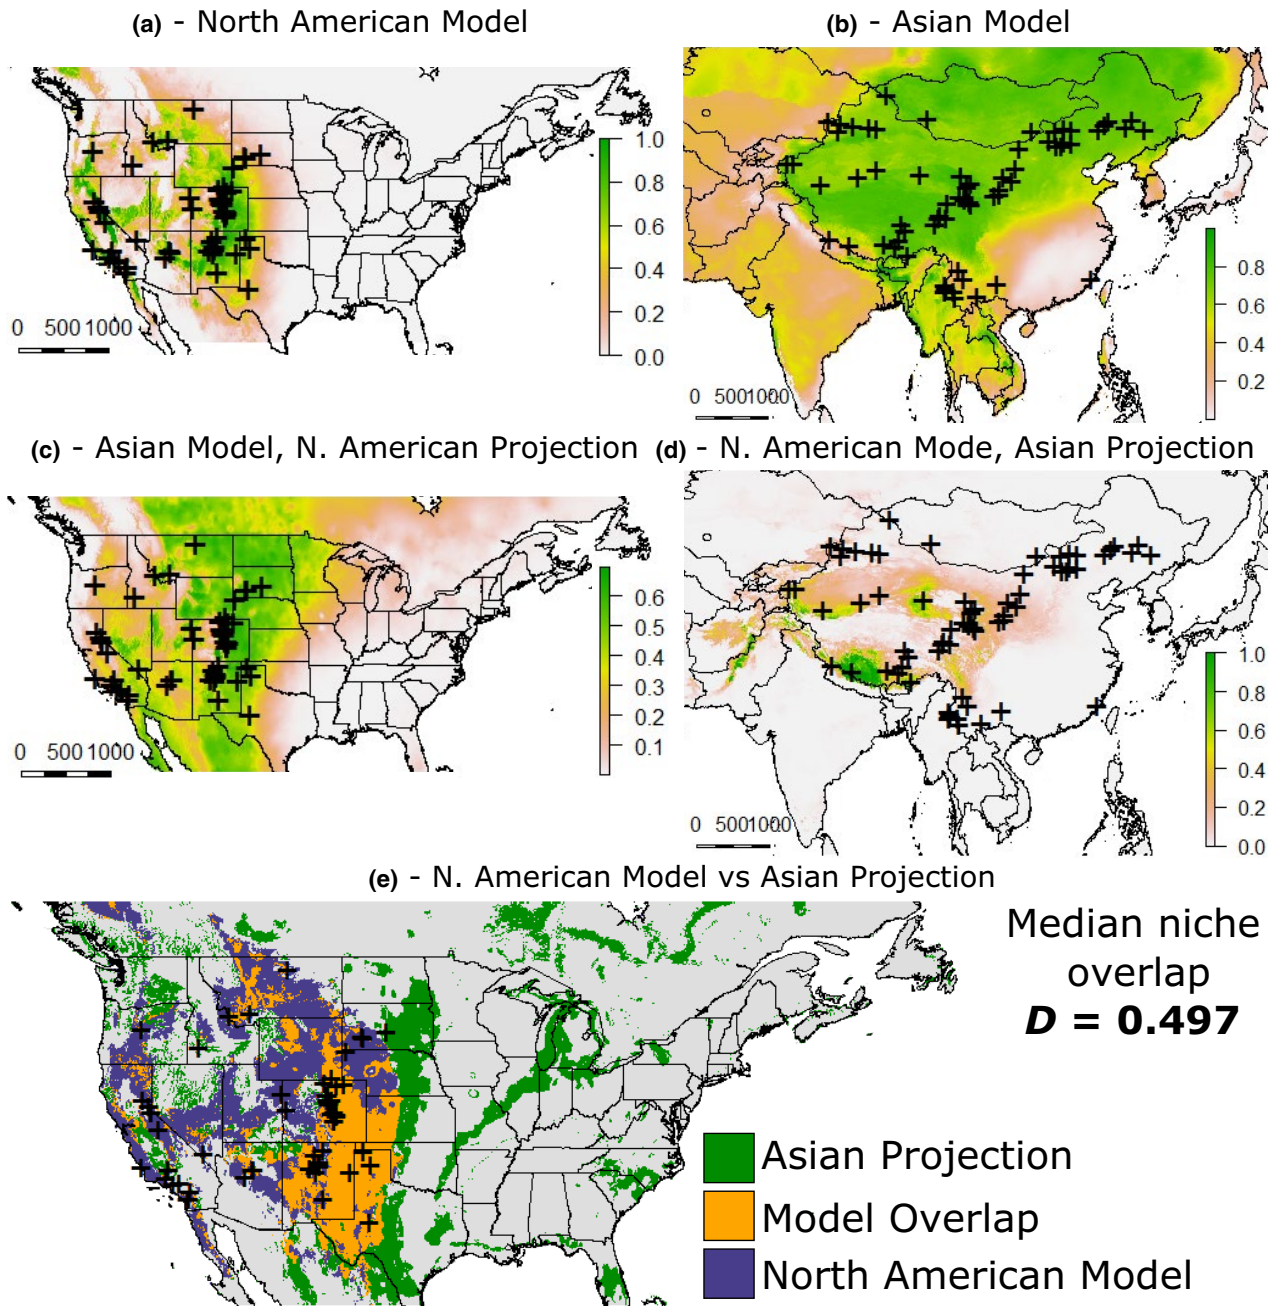 (a) - North American Model
(b) - Asian Model
1.0
0.8
0.6
0.4
0.2
0.0
0 500 1000
0.8
0.6
0.4
0.2
0 500 1000
(c) - Asian Model, N. American Projection
(d) - N. American Mode, Asian Projection
0.6
0.5
0.4
0.3
0.2
0.1
0 500 1000
1.0
0.8
0.6
0.4
0.2
0.0
0 500 1000
(e) - N. American Model vs Asian Projection
Median niche
overlap
D = 0.497
Asian Projection
Model Overlap
North American Model